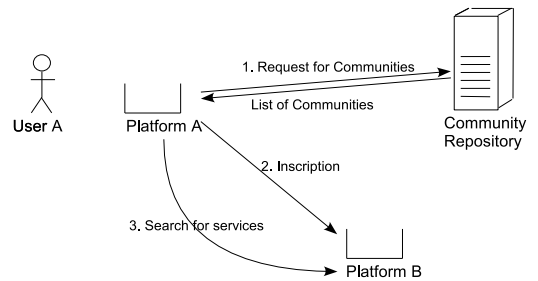 1. Request for Communities
List of Communities
User A
Platform A
Community
Repository
2. Inscription
3. Search for services
Platform B